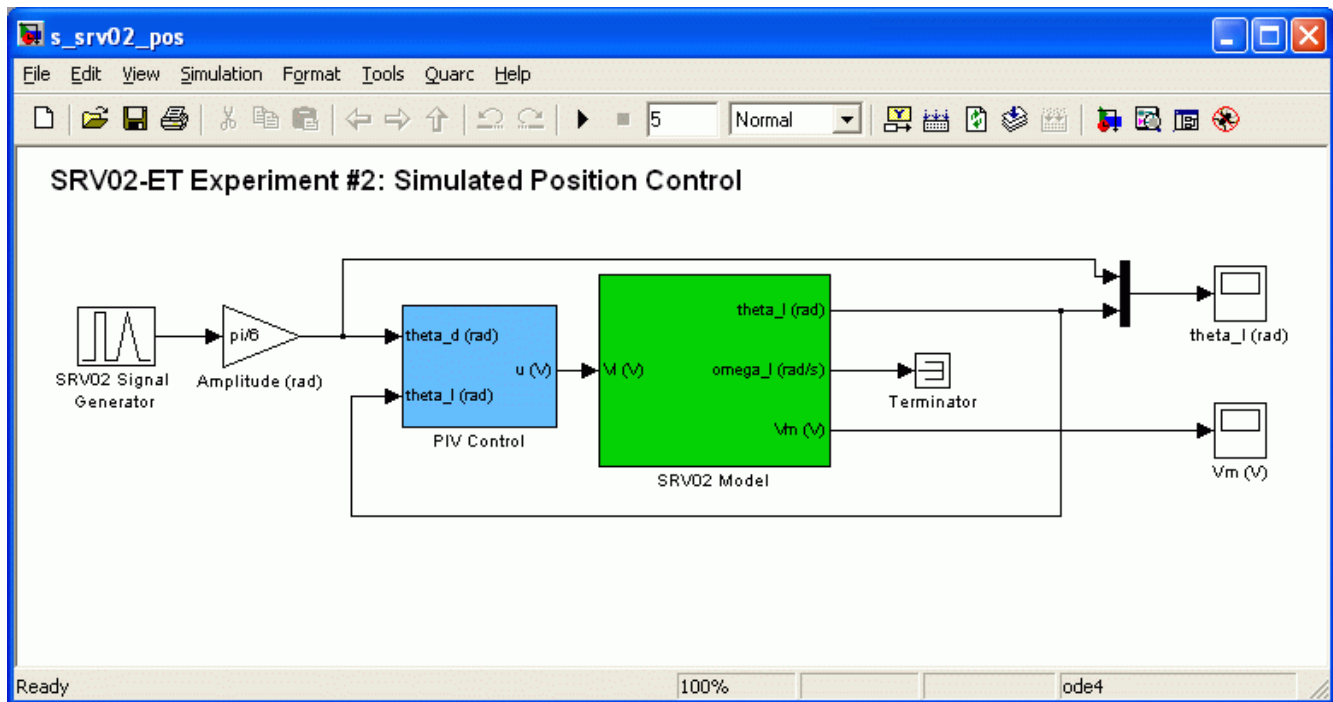 s_srv02_pos
File Edit View Simulation Format Tools Quarc Help
5 Normal
SRV02-ET Experiment #2: Simulated Position Control
SRV02 Signal
Generator
pi/6
Amplitude (rad)
theta_d (rad)
theta_l (rad)
u (V)
PIV Control
Vl (V)
theta_l (rad)
omega_l (rad/s)
Vm (V)
SRV02 Model
Terminator
theta_l (rad)
Vm (V)
Ready 100% ode4